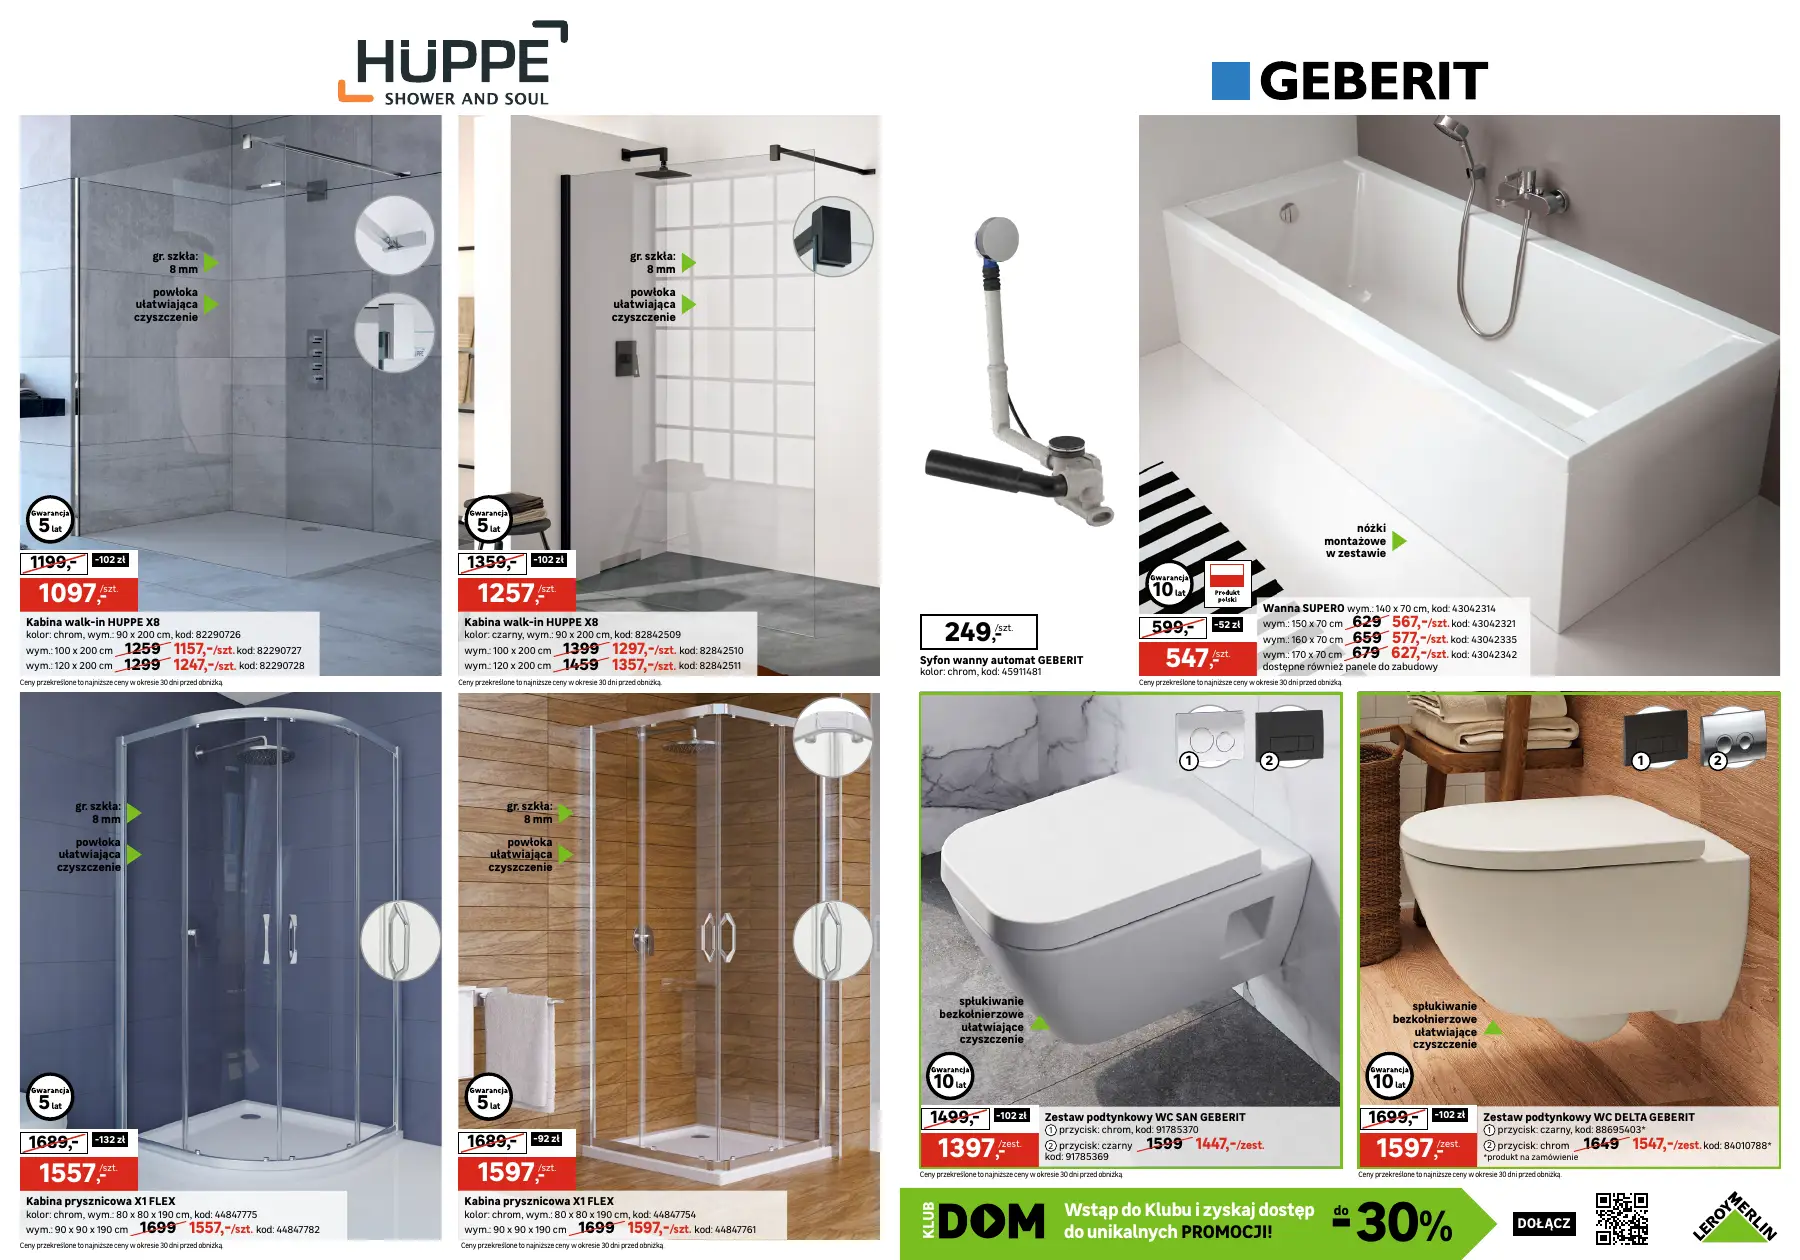 HÜPPE
SHOWER AND SOUL
GEBERIT
gr. szkła:
8 mm
powłoka
ułatwiająca
czyszczenie
HÜPPE
Gwarancja
5 lat
1199,- -102 zł
1097,-/szt.
Kabina walk-in HUPPE X8
kolor: chrom, wym.: 90 x 200 cm, kod: 82290726
wym.: 100 x 200 cm 1259 1157,-/szt. kod: 82290727
wym.: 120 x 200 cm 1299 1247,-/szt. kod: 82290728
Ceny przekreślone to najniższe ceny w okresie 30 dni przed obniżką.
gr. szkła:
8 mm
powłoka
ułatwiająca
czyszczenie
Gwarancja
5 lat
1359,- -102 zł
1257,-/szt.
Kabina walk-in HUPPE X8
kolor: czarny, wym.: 90 x 200 cm, kod: 82842509
wym.: 100 x 200 cm 1399 1297,-/szt. kod: 82842510
wym.: 120 x 200 cm 1459 1357,-/szt. kod: 82842511
Ceny przekreślone to najniższe ceny w okresie 30 dni przed obniżką.
249,-/szt.
Syfon wanny automat GEBERIT
kolor: chrom, kod: 45911481
nóżki
montażowe
w zestawie
Gwarancja
10 lat
Produkt
polski
599,- -52 zł
547,-/szt.
Wanna SUPERO wym.: 140 x 70 cm, kod: 43042314
wym.: 150 x 70 cm 629 567,-/szt. kod: 43042321
wym.: 160 x 70 cm 659 577,-/szt. kod: 43042335
wym.: 170 x 70 cm 679 627,-/szt. kod: 43042342
dostępne również panele do zabudowy
Ceny przekreślone to najniższe ceny w okresie 30 dni przed obniżką.
gr. szkła:
8 mm
powłoka
ułatwiająca
czyszczenie
Gwarancja
5 lat
1689,- -132 zł
1557,-/szt.
Kabina prysznicowa X1 FLEX
kolor: chrom, wym.: 80 x 80 x 190 cm, kod: 44847775
wym.: 90 x 90 x 190 cm 1699 1557,-/szt. kod: 44847782
Ceny przekreślone to najniższe ceny w okresie 30 dni przed obniżką.
gr. szkła:
8 mm
powłoka
ułatwiająca
czyszczenie
Gwarancja
5 lat
1689,- -92 zł
1597,-/szt.
Kabina prysznicowa X1 FLEX
kolor: chrom, wym.: 80 x 80 x 190 cm, kod: 44847754
wym.: 90 x 90 x 190 cm 1699 1597,-/szt. kod: 44847761
Ceny przekreślone to najniższe ceny w okresie 30 dni przed obniżką.
1 2
spłukiwanie
bezkołnierzowe
ułatwiające
czyszczenie
Gwarancja
10 lat
1499,- -102 zł
1397,-/zest.
Zestaw podtynkowy WC SAN GEBERIT
1 przycisk: chrom, kod: 91785370
2 przycisk: czarny 1599 1447,-/zest.
kod: 91785369
Ceny przekreślone to najniższe ceny w okresie 30 dni przed obniżką.
1 2
spłukiwanie
bezkołnierzowe
ułatwiające
czyszczenie
Gwarancja
10 lat
1699,- -102 zł
1597,-/zest.
Zestaw podtynkowy WC DELTA GEBERIT
1 przycisk: czarny, kod: 88695403*
2 przycisk: chrom 1649 1547,-/zest. kod: 84010788*
*produkt na zamówienie
Ceny przekreślone to najniższe ceny w okresie 30 dni przed obniżką.
KLUB DOM
Wstąp do Klubu i zyskaj dostęp
do unikalnych PROMOCJI!
do -30%
DOŁĄCZ
LEROY MERLIN